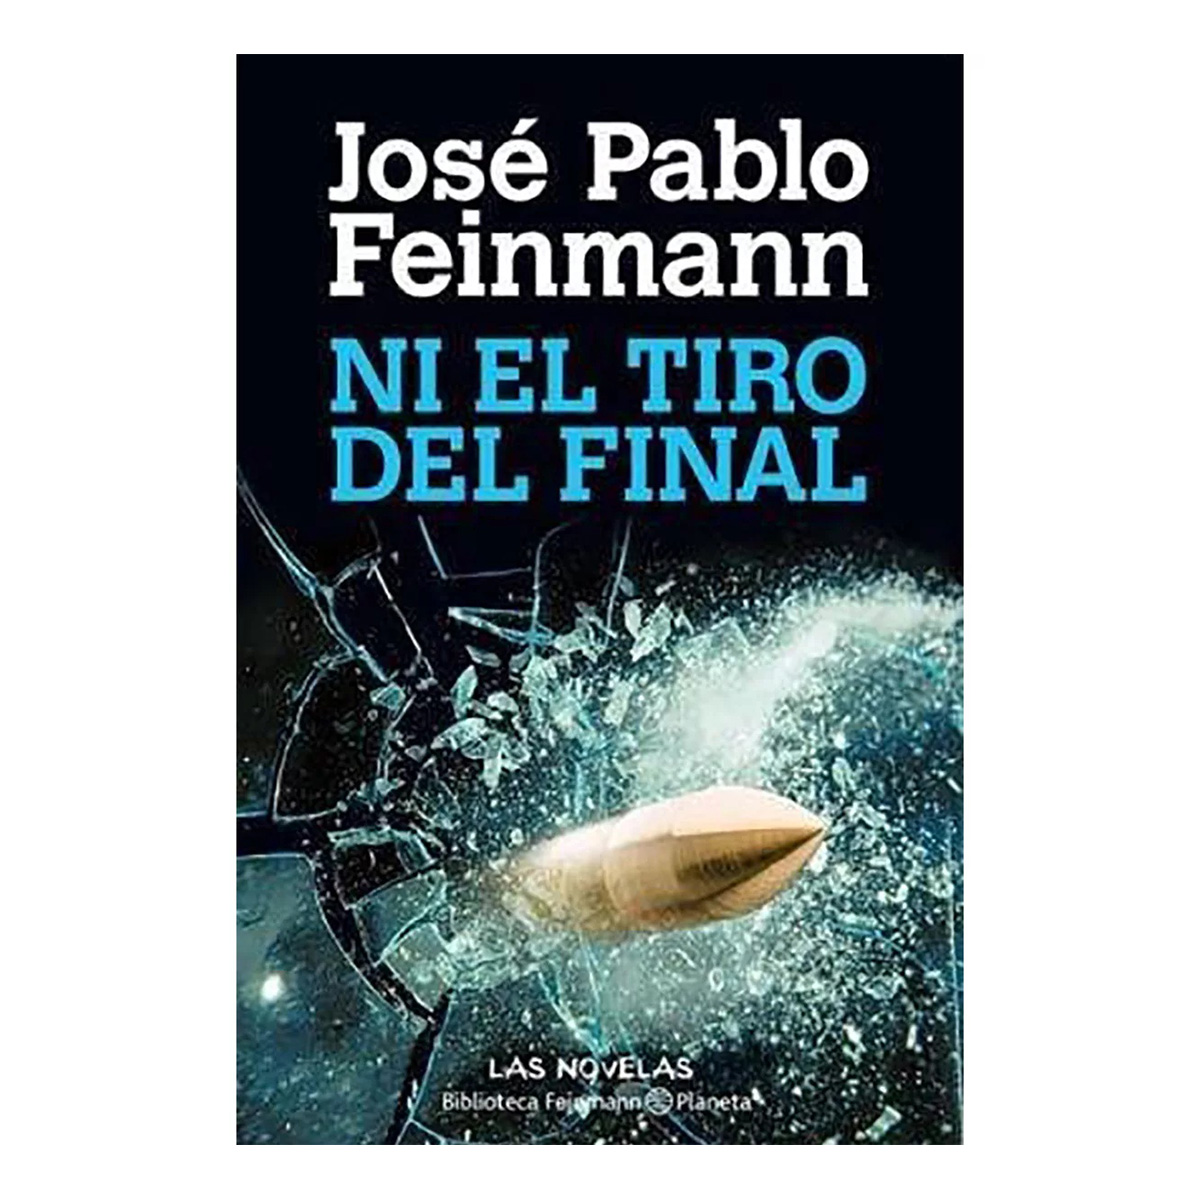 José Pablo
Feinmann
NI EL TIRO
DEL FINAL
LAS NOVELAS
Biblioteca Feinmann Planeta